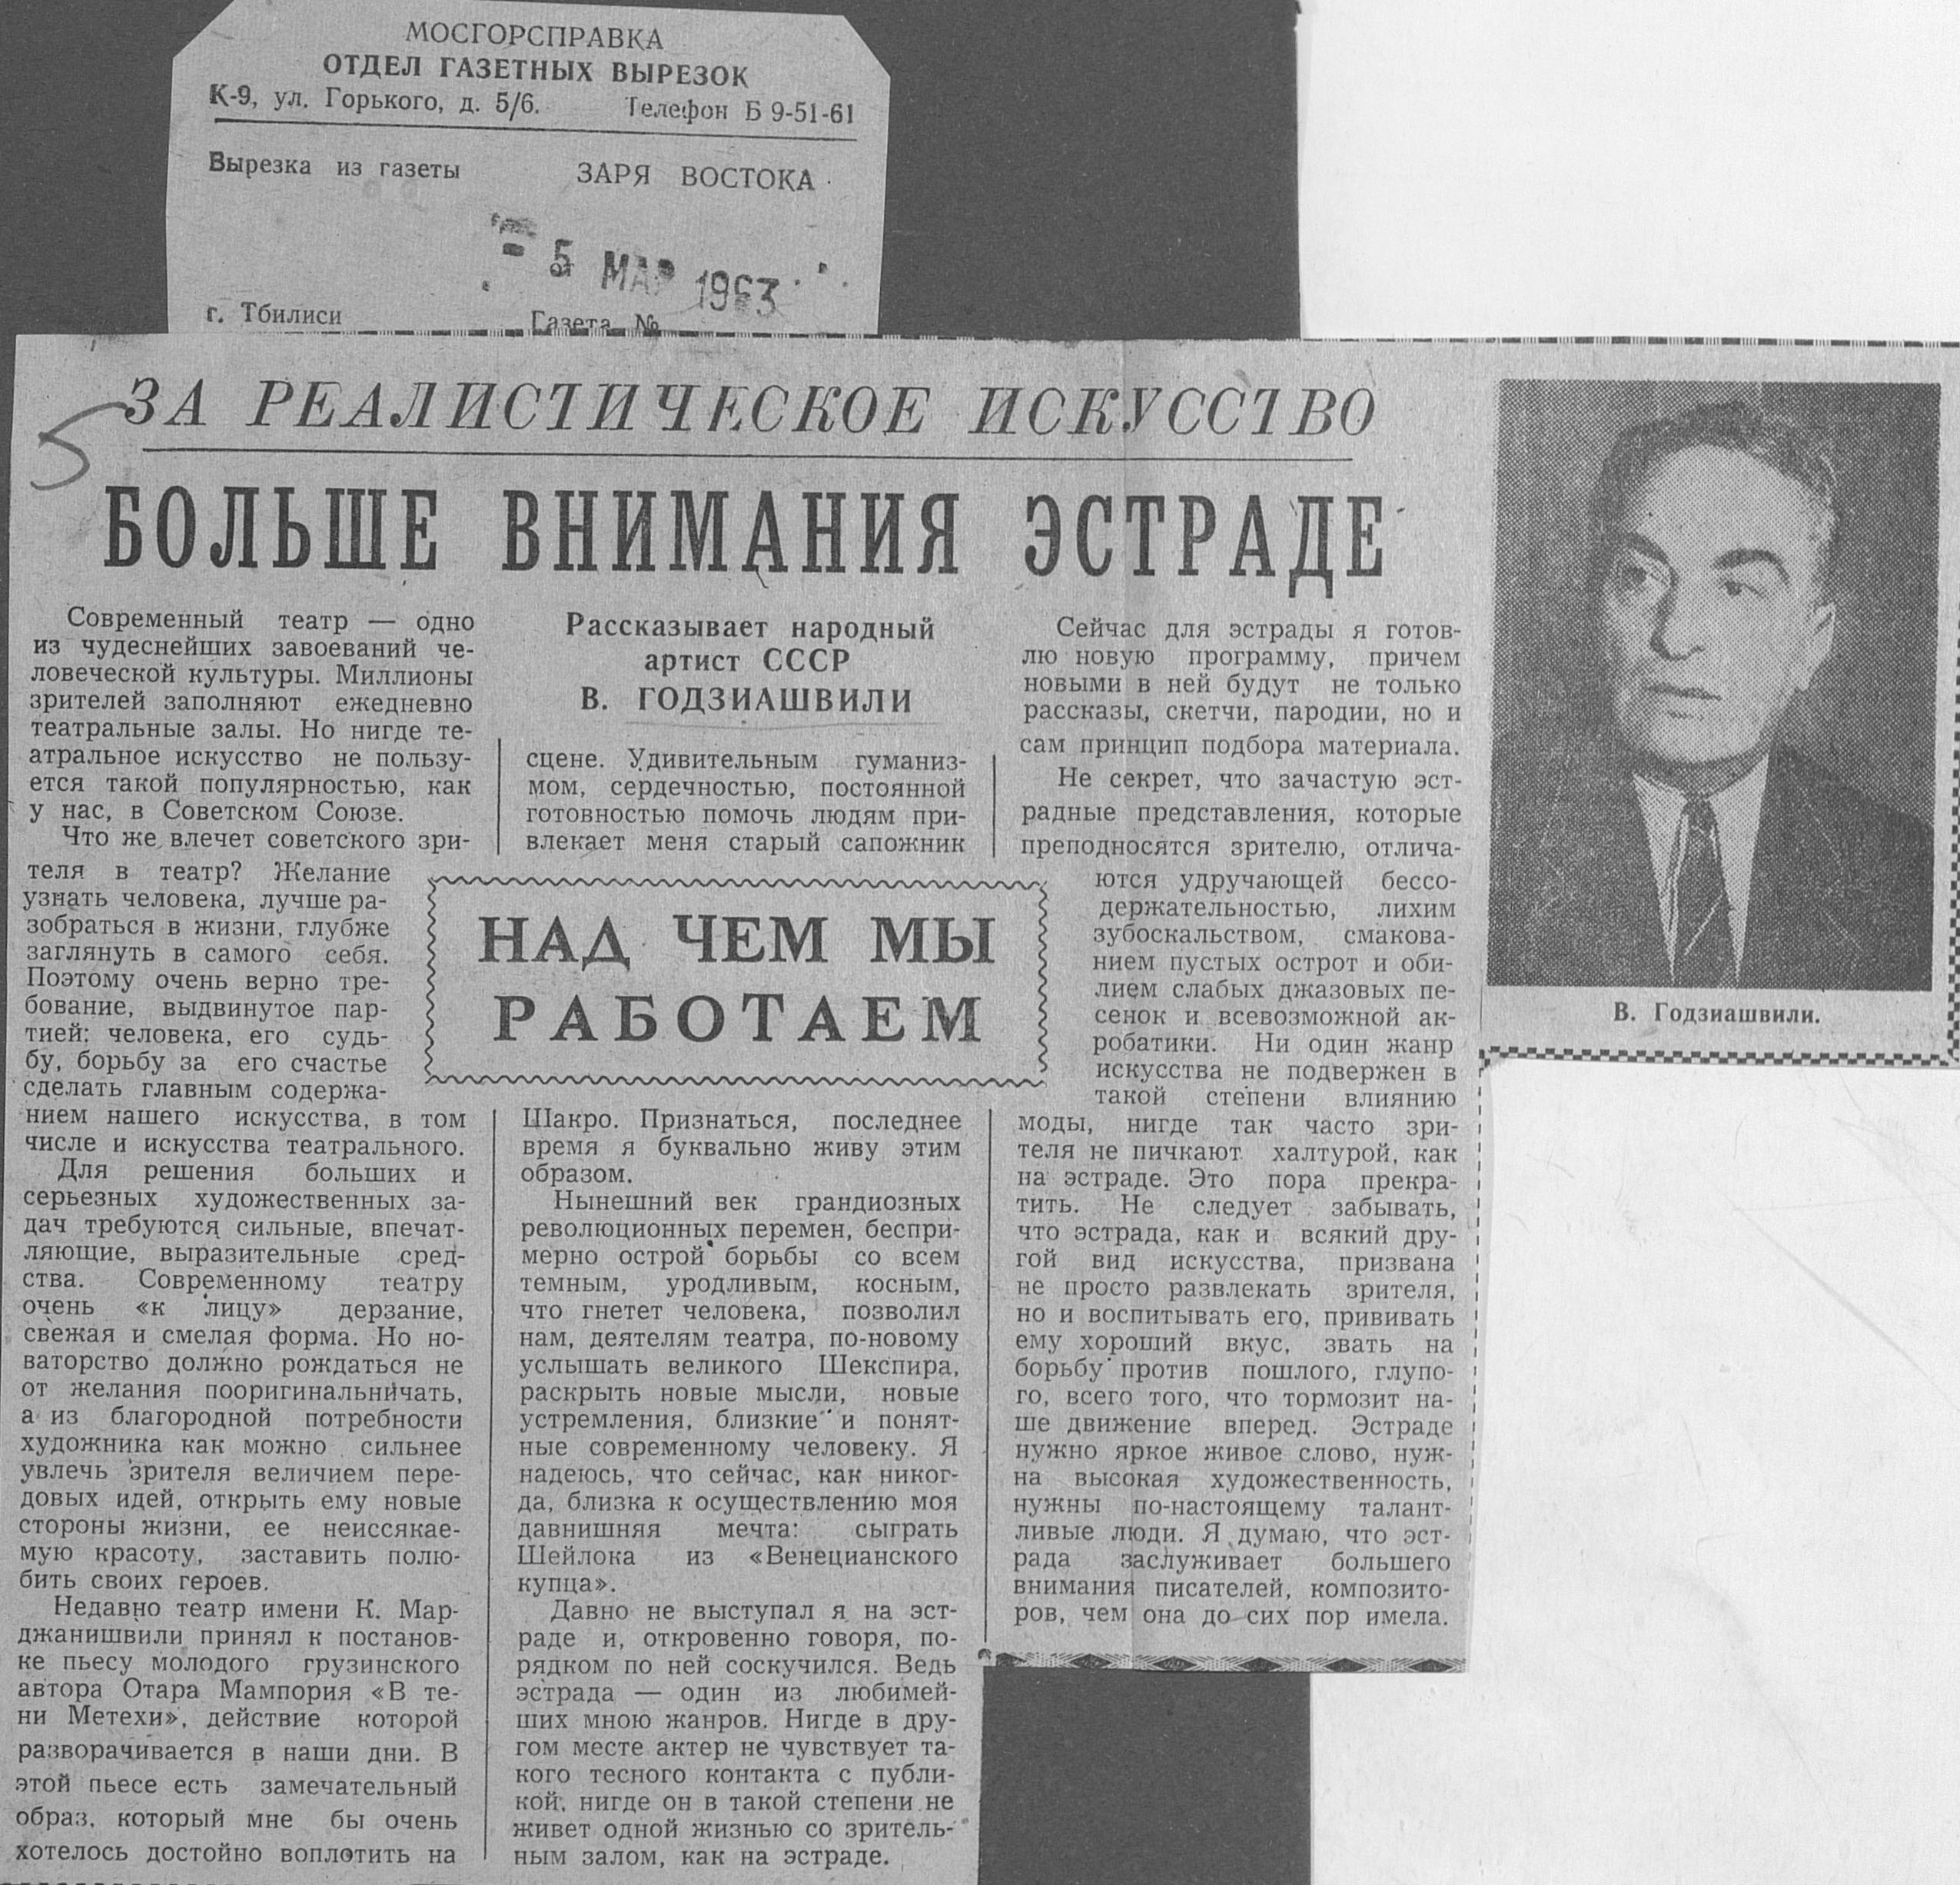 МОСГОРСПРАВКА
ОТДЕЛ ГАЗЕТНЫХ ВЫРЕЗОК
К-9, ул. Горького, д. 5/6. Телефон Б 9-51-61
Вырезка из газеты ЗАРЯ ВОСТОКА
от
5 МАР 1963
г. Тбилиси Газета №
5
ЗА РЕАЛИСТИЧЕСКОЕ ИСКУССТВО
БОЛЬШЕ ВНИМАНИЯ ЭСТРАДЕ
Рассказывает народный
артист СССР
В. ГОДЗИАШВИЛИ
НАД ЧЕМ МЫ
РАБОТАЕМ
Современный театр — одно
из чудеснейших завоеваний че-
ловеческой культуры. Миллионы
зрителей заполняют ежедневно
театральные залы. Но нигде те-
атральное искусство не пользу-
ется такой популярностью, как
у нас, в Советском Союзе.
Что же влечет советского зри-
теля в театр? Желание
узнать человека, лучше ра-
зобраться в жизни, глубже
заглянуть в самого себя.
Поэтому очень верно тре-
бование, выдвинутое пар-
тией: человека, его судь-
бу, борьбу за его счастье
сделать главным содержа-
нием нашего искусства, в том
числе и искусства театрального.
Для решения больших и
серьезных художественных за-
дач требуются сильные, впечат-
ляющие, выразительные сред-
ства. Современному театру
очень «к лицу» дерзание,
свежая и смелая форма. Но но-
ваторство должно рождаться не
от желания пооригинальничать,
а из благородной потребности
художника как можно сильнее
увлечь зрителя величием пере-
довых идей, открыть ему новые
стороны жизни, ее неиссякае-
мую красоту, заставить полю-
бить своих героев.
Недавно театр имени К. Мар-
джанишвили принял к постанов-
ке пьесу молодого грузинского
автора Отара Мампория «В те-
ни Метехи», действие которой
разворачивается в наши дни. В
этой пьесе есть замечательный
образ, который мне бы очень
хотелось достойно воплотить на
сцене. Удивительным гуманиз-
мом, сердечностью, постоянной
готовностью помочь людям при-
влекает меня старый сапожник
Шакро. Признаться, последнее
время я буквально живу этим
образом.
Нынешний век грандиозных
революционных перемен, беспри-
мерно острой борьбы со всем
темным, уродливым, косным,
что гнетет человека, позволил
нам, деятелям театра, по-новому
услышать великого Шекспира,
раскрыть новые мысли, новые
устремления, близкие и понят-
ные современному человеку. Я
надеюсь, что сейчас, как никог-
да, близка к осуществлению моя
давнишняя мечта: сыграть
Шейлока из «Венецианского
купца».
Давно не выступал я на эст-
раде и, откровенно говоря, по-
рядком по ней соскучился. Ведь
эстрада — один из любимей-
ших мною жанров. Нигде в дру-
гом месте актер не чувствует та-
кого тесного контакта с публи-
кой, нигде он в такой степени не
живет одной жизнью со зритель-
ным залом, как на эстраде.
Сейчас для эстрады я готов-
лю новую программу, причем
новыми в ней будут не только
рассказы, скетчи, пародии, но и
сам принцип подбора материала.
Не секрет, что зачастую эст-
радные представления, которые
преподносятся зрителю, отлича-
ются удручающей бессо-
держательностью, лихим
зубоскальством, смакова-
нием пустых острот и оби-
лием слабых джазовых пе-
сенок и всевозможной ак-
робатики. Ни один жанр
искусства не подвержен в
такой степени влиянию
моды, нигде так часто зри-
теля не пичкают халтурой, как
на эстраде. Это пора прекра-
тить. Не следует забывать,
что эстрада, как и всякий дру-
гой вид искусства, призвана
не просто развлекать зрителя,
но и воспитывать его, прививать
ему хороший вкус, звать на
борьбу против пошлого, глупо-
го, всего того, что тормозит на-
ше движение вперед. Эстраде
нужно яркое живое слово, нуж-
на высокая художественность,
нужны по-настоящему талант-
ливые люди. Я думаю, что эст-
рада заслуживает большего
внимания писателей, композито-
ров, чем она до сих пор имела.
В. Годзиашвили.